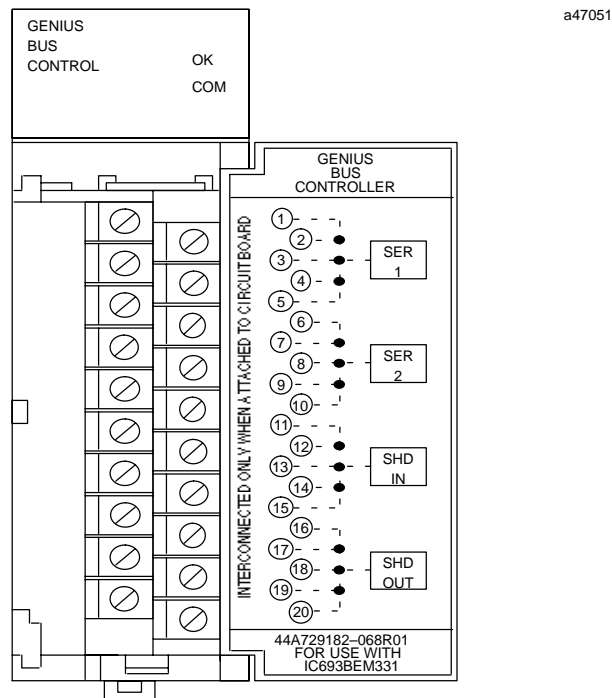 a47051
GENIUS
BUS
CONTROL
OK
COM
GENIUS
BUS
CONTROLLER
INTERCONNECTED ONLY WHEN ATTACHED TO CIRCUIT BOARD
1
2
3
4
5
SER
1
6
7
8
9
10
SER
2
11
12
13
14
15
SHD
IN
16
17
18
19
20
SHD
OUT
44A729182–068R01
FOR USE WITH
IC693BEM331